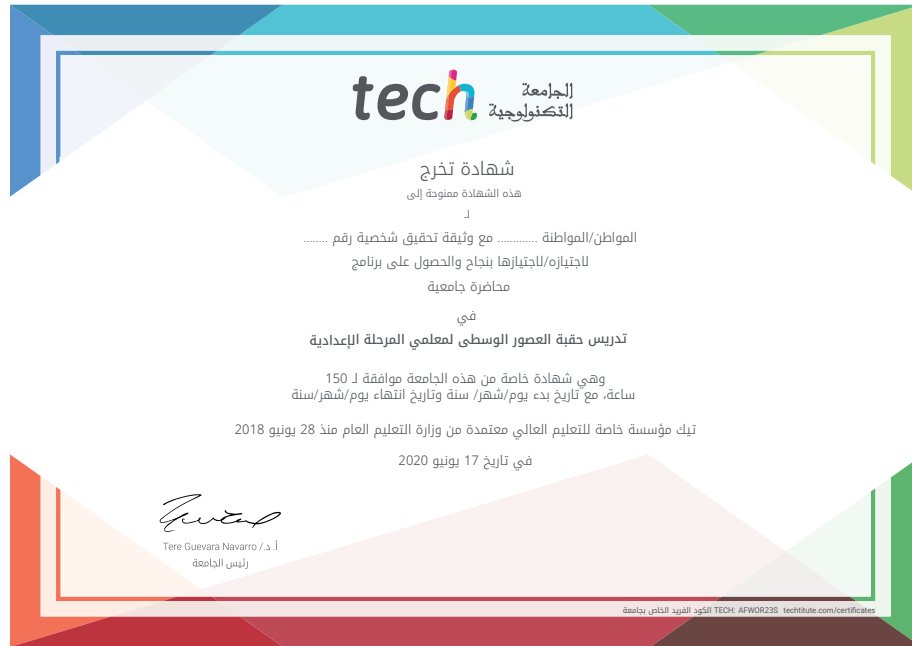 tech الجامعة
التكنولوجية
شهادة تخرج
هذه الشهادة ممنوحة إلى
لـ
المواطن/المواطنة ............ مع وثيقة تحقيق شخصية رقم ........
لاجتيازه/لاجتيازها بنجاح والحصول على برنامج
محاضرة جامعية
في
تدريس حقبة العصور الوسطى لمعلمي المرحلة الإعدادية
وهي شهادة خاصة من هذه الجامعة موافقة لـ 150
ساعة، مع تاريخ بدء يوم/شهر/ سنة وتاريخ انتهاء يوم/شهر/سنة
تيك مؤسسة خاصة للتعليم العالي معتمدة من وزارة التعليم العام منذ 28 يونيو 2018
في تاريخ 17 يونيو 2020
أ. د./ Tere Guevara Navarro
رئيس الجامعة
الكود الفريد الخاص بجامعة TECH: AFWOR23S techtitute.com/certificates